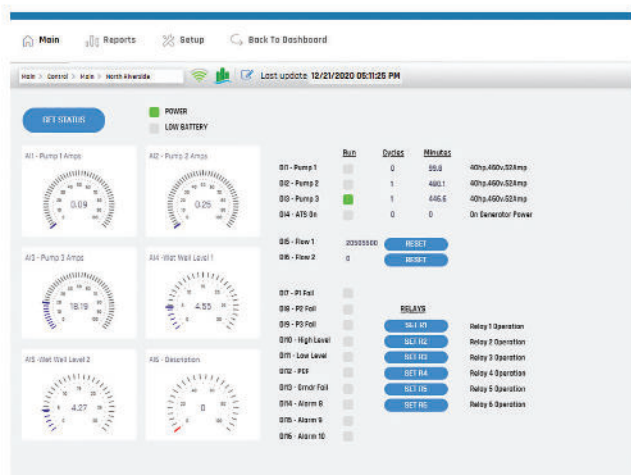 Main Reports Setup Back To Dashboard
Main > Control > Main > North Riverside
Last update 12/21/2020 05:11:25 PM
GET STATUS
POWER
LOW BATTERY
AI1 - Pump 1 Amps
0.09
AI2 - Pump 2 Amps
0.25
AI3 - Pump 3 Amps
18.19
AI4 - Wet Well Level 1
4.55
AI5 - Wet Well Level 2
4.27
AI6 - Description
0
Run Cycles Minutes
DI1 - Pump 1 0 99.8 40hp,460v,52Amp
DI2 - Pump 2 1 480.1 40hp,460v,52Amp
DI3 - Pump 3 1 446.6 40hp,460v,52Amp
DI4 - ATS On 0 0 On Generator Power
DI5 - Flow 1 20505500 RESET
DI6 - Flow 2 0 RESET
DI7 - P1 Fail
DI8 - P2 Fail
DI9 - P3 Fail
DI10 - High Level
DI11 - Low Level
DI12 - PCF
DI13 - Grndr Fail
DI14 - Alarm 8
DI15 - Alarm 9
DI16 - Alarm 10
RELAYS
SET R1 Relay 1 Operation
SET R2 Relay 2 Operation
SET R3 Relay 3 Operation
SET R4 Relay 4 Operation
SET R5 Relay 5 Operation
SET R6 Relay 6 Operation